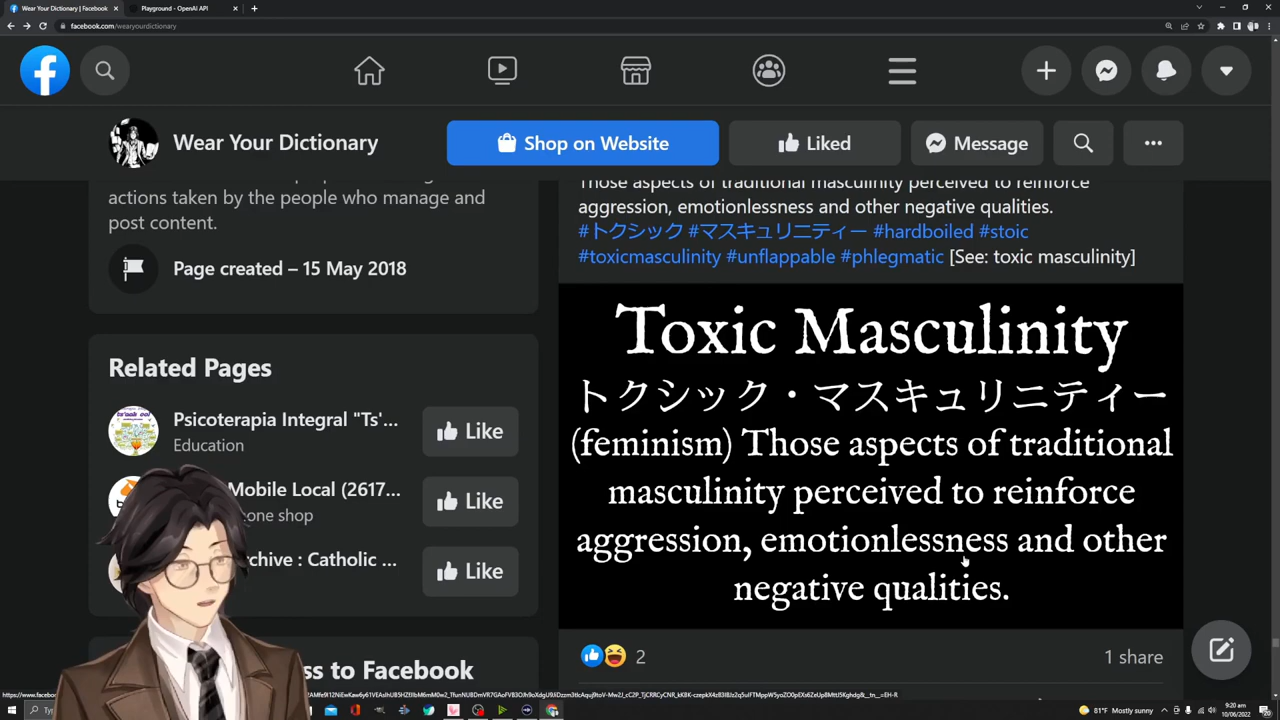 Wear Your Dictionary | Facebook
Playground - OpenAI API
facebook.com/wearyourdictionary
Wear Your Dictionary
Shop on Website
Liked
Message
actions taken by the people who manage and
post content.
Page created – 15 May 2018
Related Pages
Psicoterapia Integral "Ts'...
Education
Like
Mobile Local (2617...
one shop
Like
rchive : Catholic ...
Like
ss to Facebook
Those aspects of traditional masculinity perceived to reinforce
aggression, emotionlessness and other negative qualities.
#トクシック #マスキュリニティー #hardboiled #stoic
#toxicmasculinity #unflappable #phlegmatic [See: toxic masculinity]
Toxic Masculinity
トクシック・マスキュリニティー
(feminism) Those aspects of traditional
masculinity perceived to reinforce
aggression, emotionlessness and other
negative qualities.
2
1 share
81°F Mostly sunny
9:20 am
10/06/2022